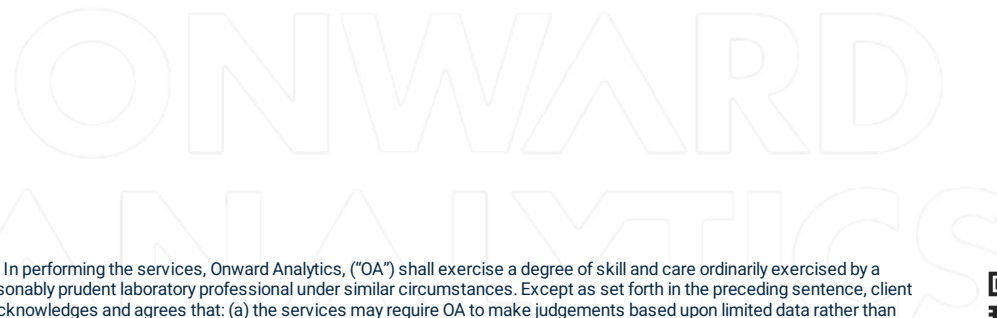 ONWARD
ANALYTICS
In performing the services, Onward Analytics, (“OA”) shall exercise a degree of skill and care ordinarily exercised by a
prudent laboratory professional under similar circumstances. Except as set forth in the preceding sentence, client
and agrees that: (a) the services may require OA to make judgements based upon limited data rather than